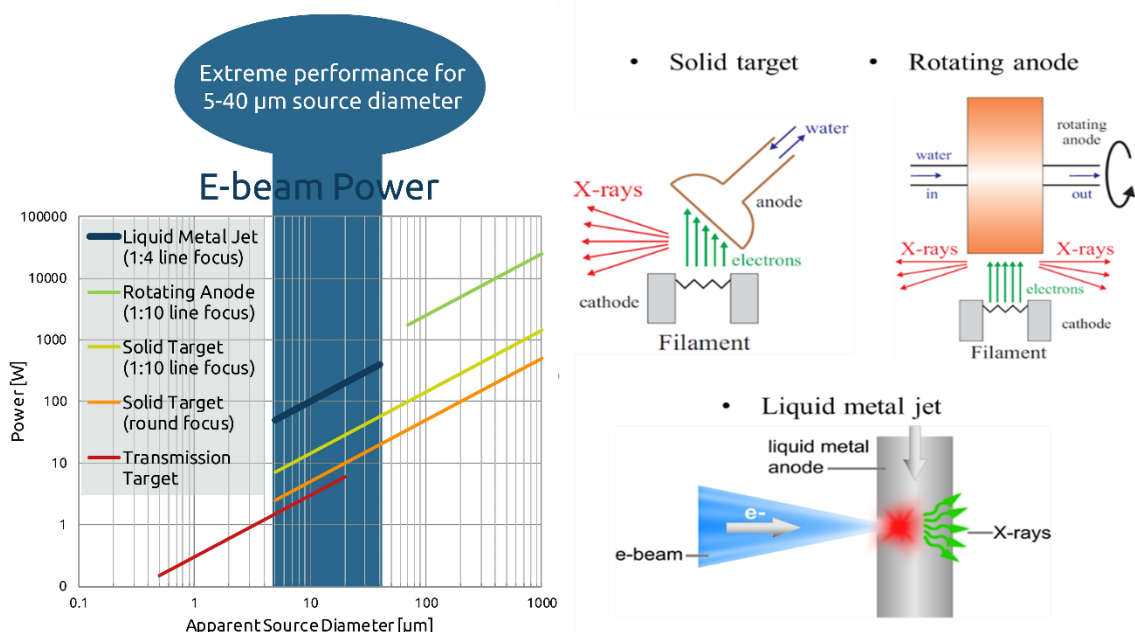 Extreme performance for
5-40 µm source diameter
E-beam Power
100000
10000
1000
100
10
1
0
Power [W]
Liquid Metal Jet
(1:4 line focus)
Rotating Anode
(1:10 line focus)
Solid Target
(1:10 line focus)
Solid Target
(round focus)
Transmission
Target
0.1
1
10
100
1000
Apparent Source Diameter [µm]
• Solid target
water
X-rays
anode
electrons
cathode
Filament
• Rotating anode
rotating
anode
water
in
out
X-rays
X-rays
electrons
cathode
Filament
• Liquid metal jet
liquid metal
anode
e-
e-beam
X-rays